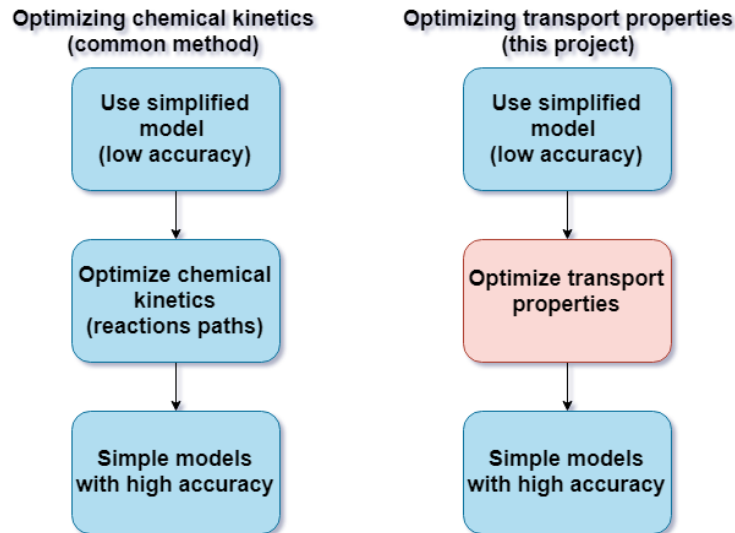 Optimizing chemical kinetics
(common method)
Use simplified
model
(low accuracy)
Optimize chemical
kinetics
(reactions paths)
Simple models
with high accuracy
Optimizing transport properties
(this project)
Use simplified
model
(low accuracy)
Optimize transport
properties
Simple models
with high accuracy